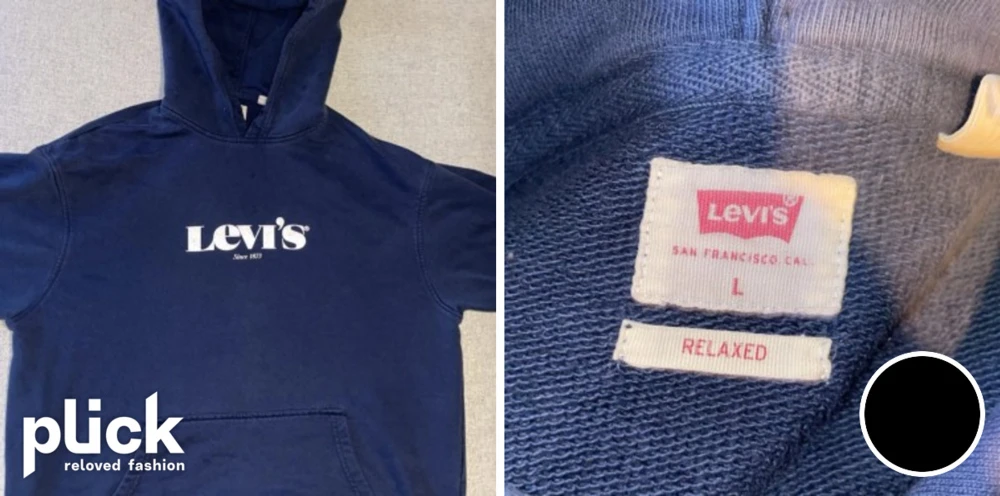 Levi's®
Since 1873
plick
reloved fashion
Levi's®
SAN FRANCISCO, CAL.
L
RELAXED